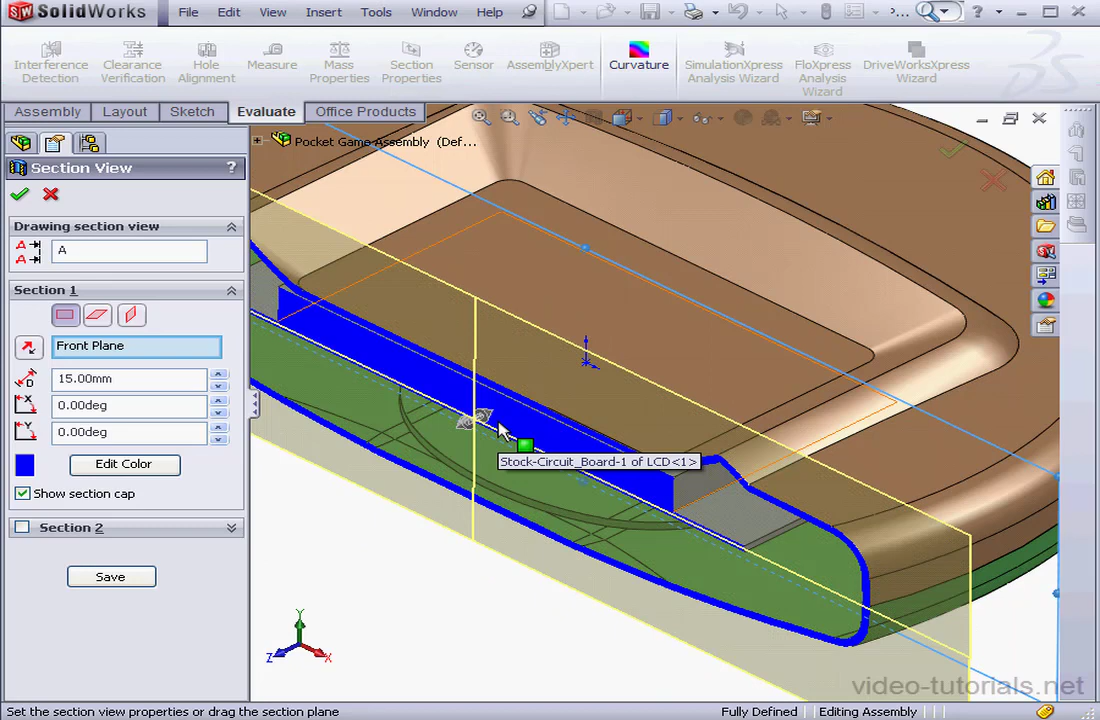 SolidWorks File Edit View Insert Tools Window Help
Interference Detection
Clearance Verification
Hole Alignment
Measure
Mass Properties
Section Properties
Sensor
AssemblyXpert
Curvature
SimulationXpress Analysis Wizard
FloXpress Analysis Wizard
DriveWorksXpress Wizard
Assembly Layout Sketch Evaluate Office Products
Pocket Game Assembly (Def...
Section View ?
Drawing section view
A
Section 1
Front Plane
15.00mm
0.00deg
0.00deg
Edit Color
Show section cap
Section 2
Save
Stock-Circuit_Board-1 of LCD<1>
Y
Z
X
video-tutorials.net
Set the section view properties or drag the section plane Fully Defined Editing Assembly